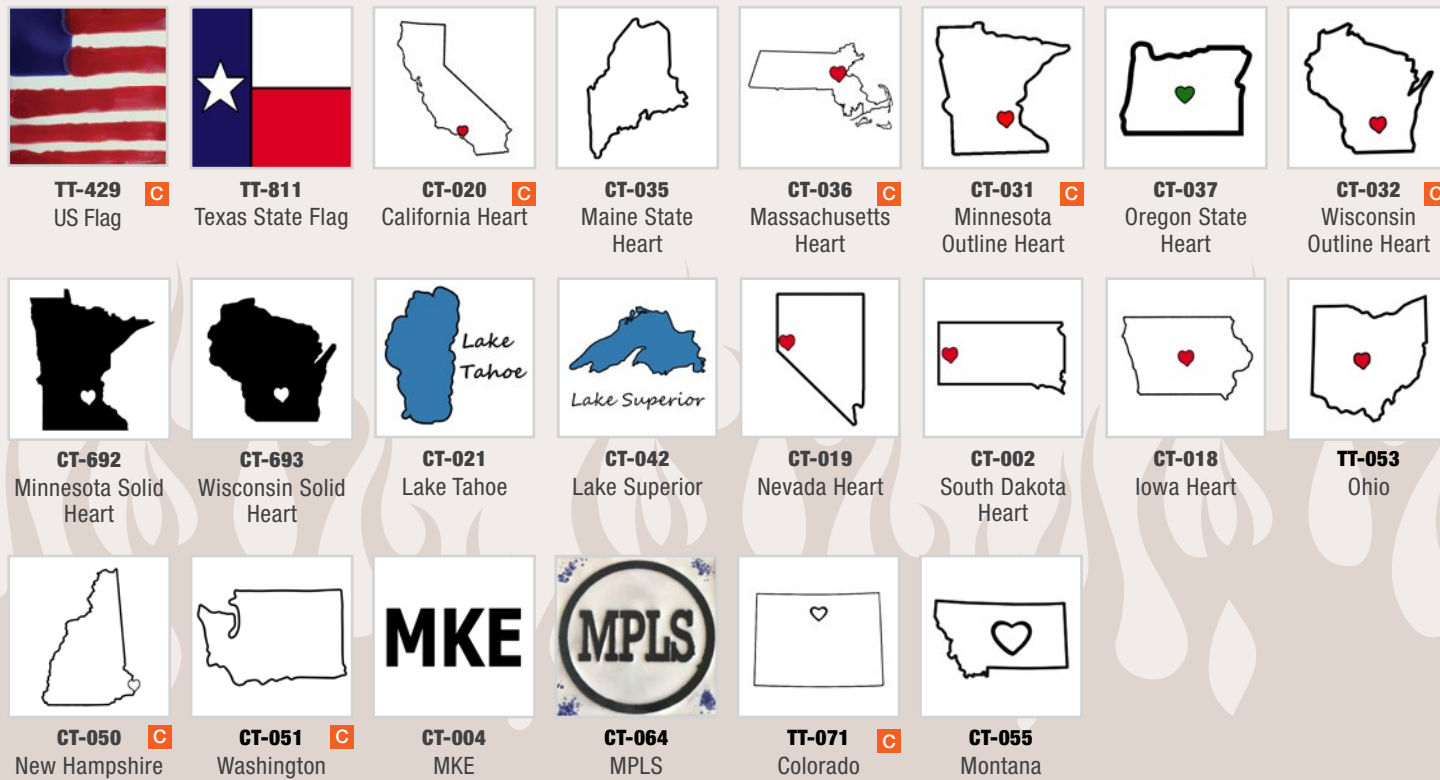 TT-429 C
US Flag
TT-811
Texas State Flag
CT-020 C
California Heart
CT-035
Maine State
Heart
CT-036 C
Massachusetts
Heart
CT-031 C
Minnesota
Outline Heart
CT-037
Oregon State
Heart
CT-032 C
Wisconsin
Outline Heart
CT-692
Minnesota Solid
Heart
CT-693
Wisconsin Solid
Heart
Lake
Tahoe
CT-021
Lake Tahoe
Lake Superior
CT-042
Lake Superior
CT-019
Nevada Heart
CT-002
South Dakota
Heart
CT-018
Iowa Heart
TT-053
Ohio
CT-050 C
New Hampshire
CT-051 C
Washington
MKE
CT-004
MKE
MPLS
CT-064
MPLS
TT-071 C
Colorado
CT-055
Montana